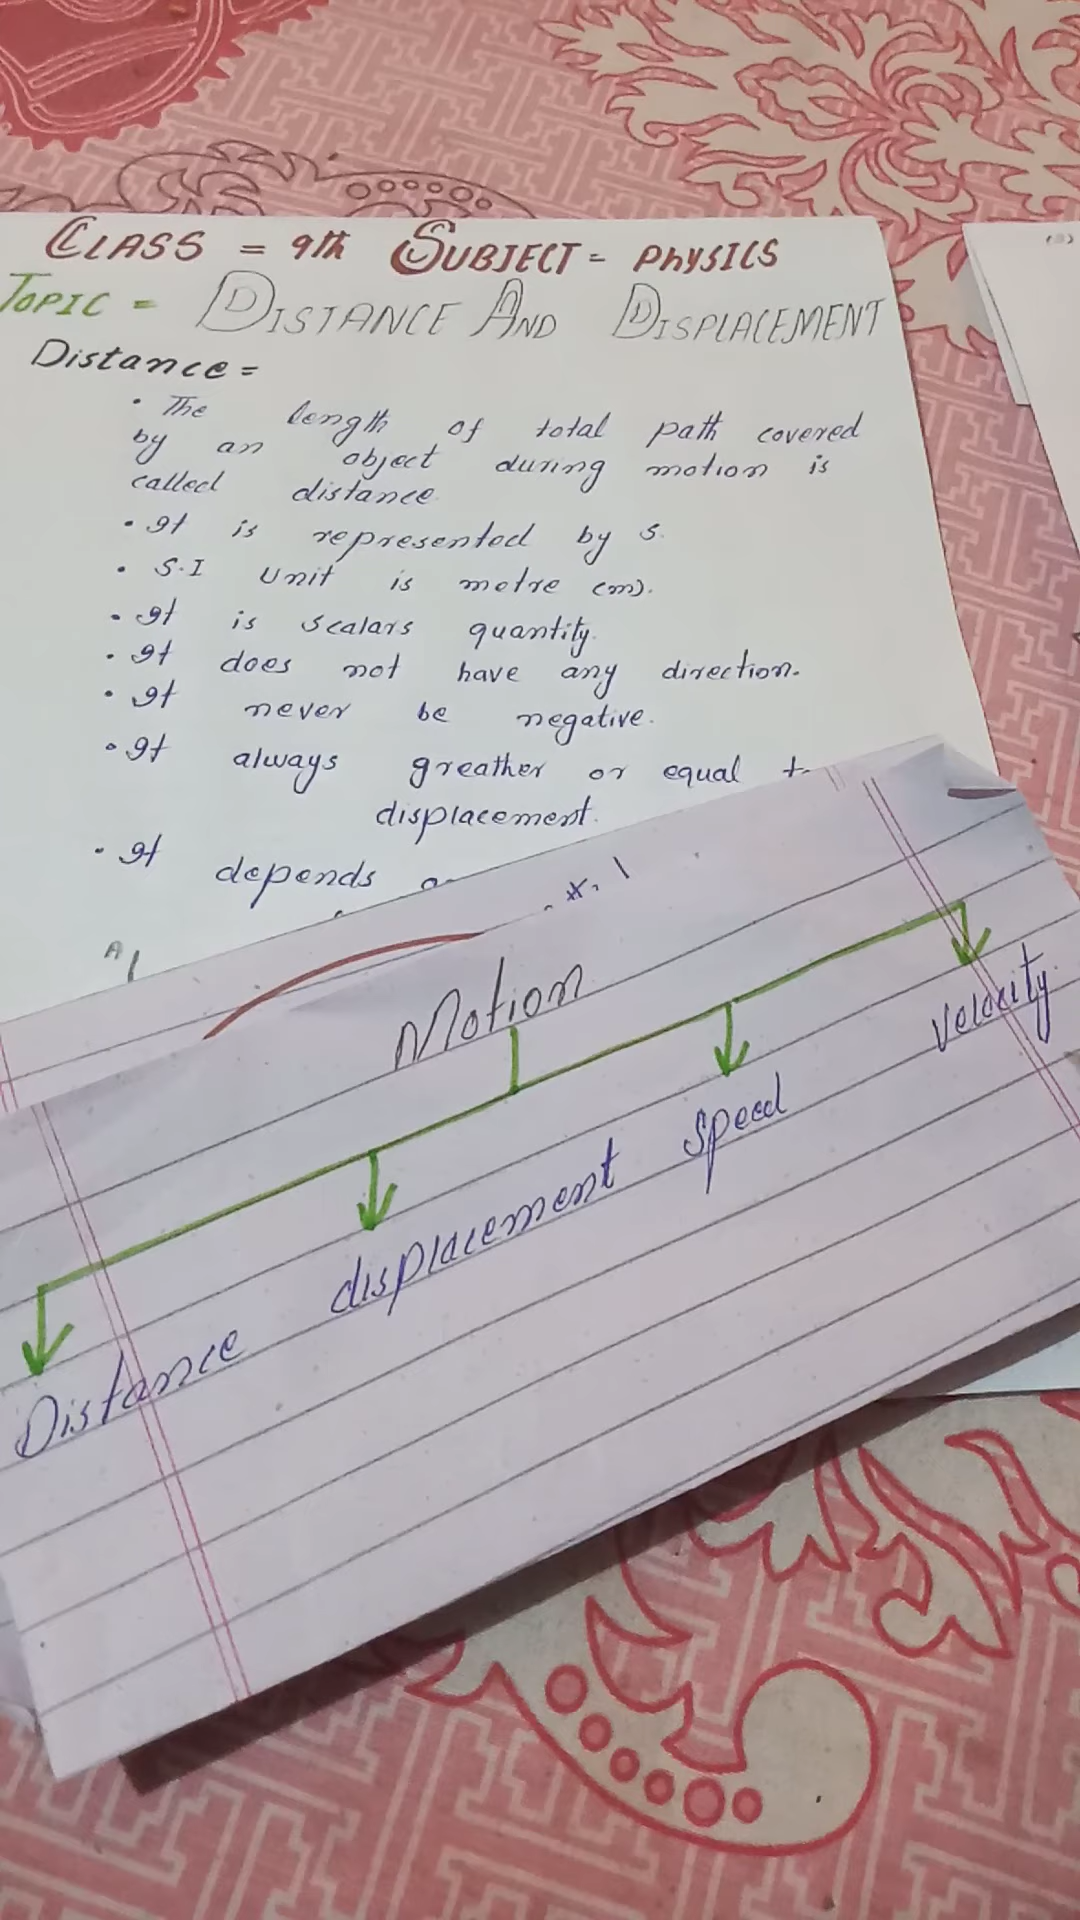 CLASS = 9th SUBJECT = PHYSICS
TOPIC = DISTANCE AND DISPLACEMENT
Distance =
• The length of total path covered
by an object during motion is
called distance.
• It is represented by s.
• S.I Unit is metre (m).
• It is scalars quantity.
• It does not have any direction.
• It never be negative.
• It always greather or equal
displacement.
• It depends
A
Motion
Velocity
speed
displacement
Distance